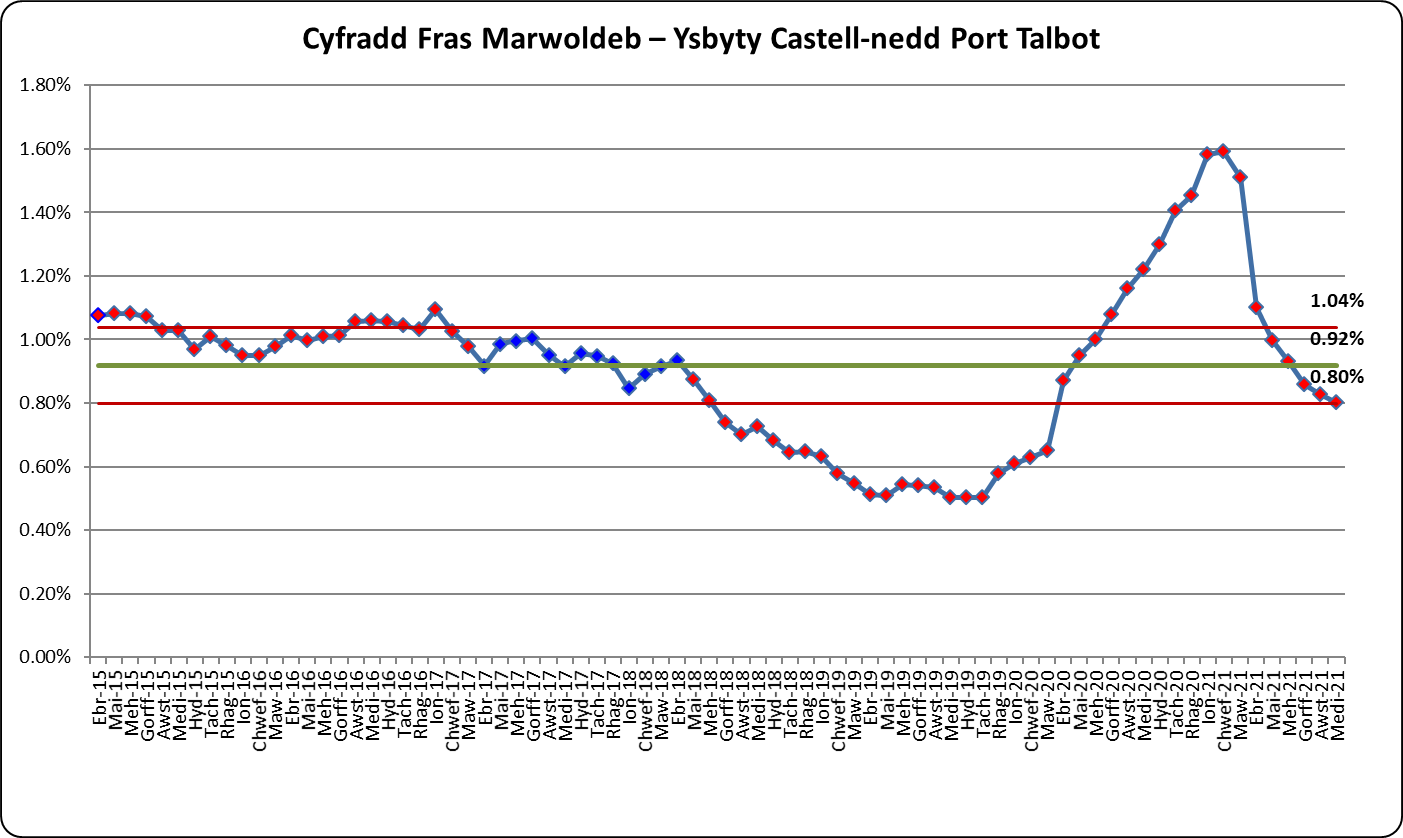 Cyfradd Fras Marwoldeb – Ysbyty Castell-nedd Port Talbot
1.80%
1.60%
1.40%
1.20%
1.00%
0.80%
0.60%
0.40%
0.20%
0.00%
1.04%
0.92%
0.80%
Ebr-15
Mai-15
Meh-15
Gorff-15
Awst-15
Medi-15
Hyd-15
Tach-15
Rhag-15
Ion-16
Chwef-16
Maw-16
Ebr-16
Mai-16
Meh-16
Gorff-16
Awst-16
Medi-16
Hyd-16
Tach-16
Rhag-16
Ion-17
Chwef-17
Maw-17
Ebr-17
Mai-17
Meh-17
Gorff-17
Awst-17
Medi-17
Hyd-17
Tach-17
Rhag-17
Ion-18
Chwef-18
Maw-18
Ebr-18
Mai-18
Meh-18
Gorff-18
Awst-18
Medi-18
Hyd-18
Tach-18
Rhag-18
Ion-19
Chwef-19
Maw-19
Ebr-19
Mai-19
Meh-19
Gorff-19
Awst-19
Medi-19
Hyd-19
Tach-19
Rhag-19
Ion-20
Chwef-20
Maw-20
Ebr-20
Mai-20
Meh-20
Gorff-20
Awst-20
Medi-20
Hyd-20
Tach-20
Rhag-20
Ion-21
Chwef-21
Maw-21
Ebr-21
Mai-21
Meh-21
Gorff-21
Awst-21
Medi-21